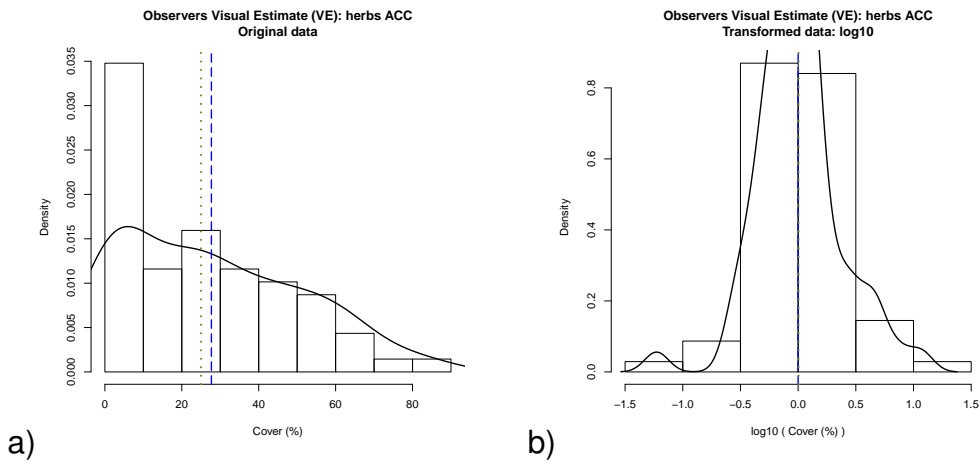 Observers Visual Estimate (VE): herbs ACC
Original data
Density
0.035
0.030
0.025
0.020
0.015
0.010
0.005
0.000
0 20 40 60 80
Cover (%)
a)
Observers Visual Estimate (VE): herbs ACC
Transformed data: log10
Density
0.8
0.6
0.4
0.2
0.0
−1.5 −1.0 −0.5 0.0 0.5 1.0 1.5
log10 ( Cover (%) )
b)